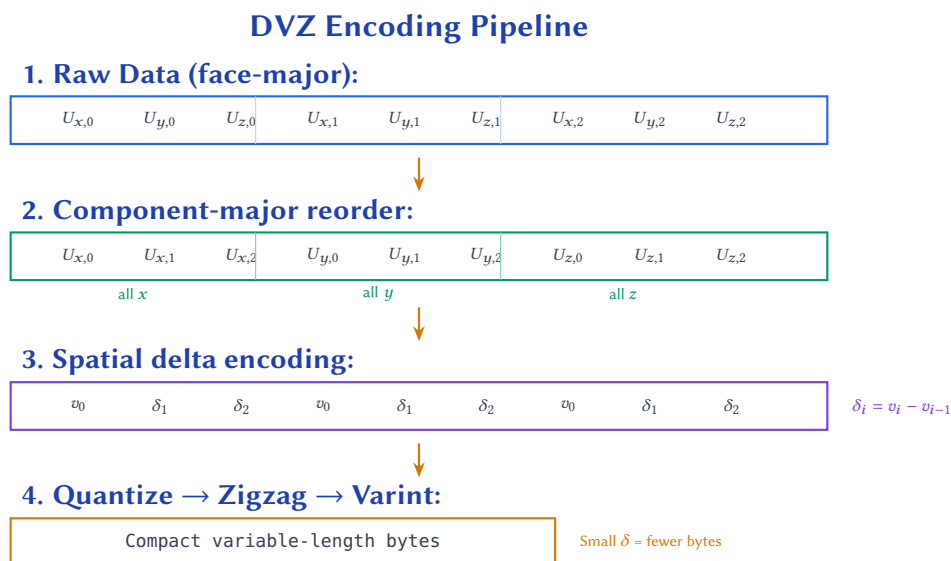 DVZ Encoding Pipeline
1. Raw Data (face-major):
U_{x,0} U_{y,0} U_{z,0} U_{x,1} U_{y,1} U_{z,1} U_{x,2} U_{y,2} U_{z,2}
2. Component-major reorder:
U_{x,0} U_{x,1} U_{x,2} U_{y,0} U_{y,1} U_{y,2} U_{z,0} U_{z,1} U_{z,2}
all x all y all z
3. Spatial delta encoding:
v_0 δ_1 δ_2 v_0 δ_1 δ_2 v_0 δ_1 δ_2 δ_i = v_i − v_{i−1}
4. Quantize → Zigzag → Varint:
Compact variable-length bytes Small δ = fewer bytes